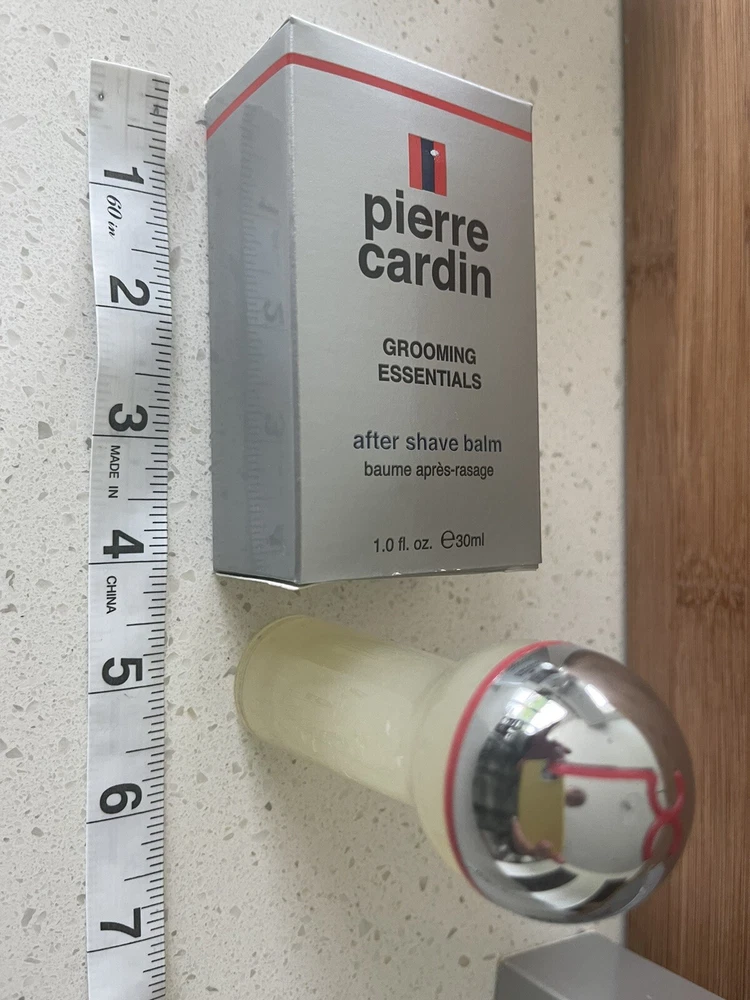 pierre
cardin
GROOMING
ESSENTIALS
after shave balm
baume après-rasage
1.0 fl. oz. ℮30ml
1
60 in
2
3
MADE IN
4
CHINA
5
6
7